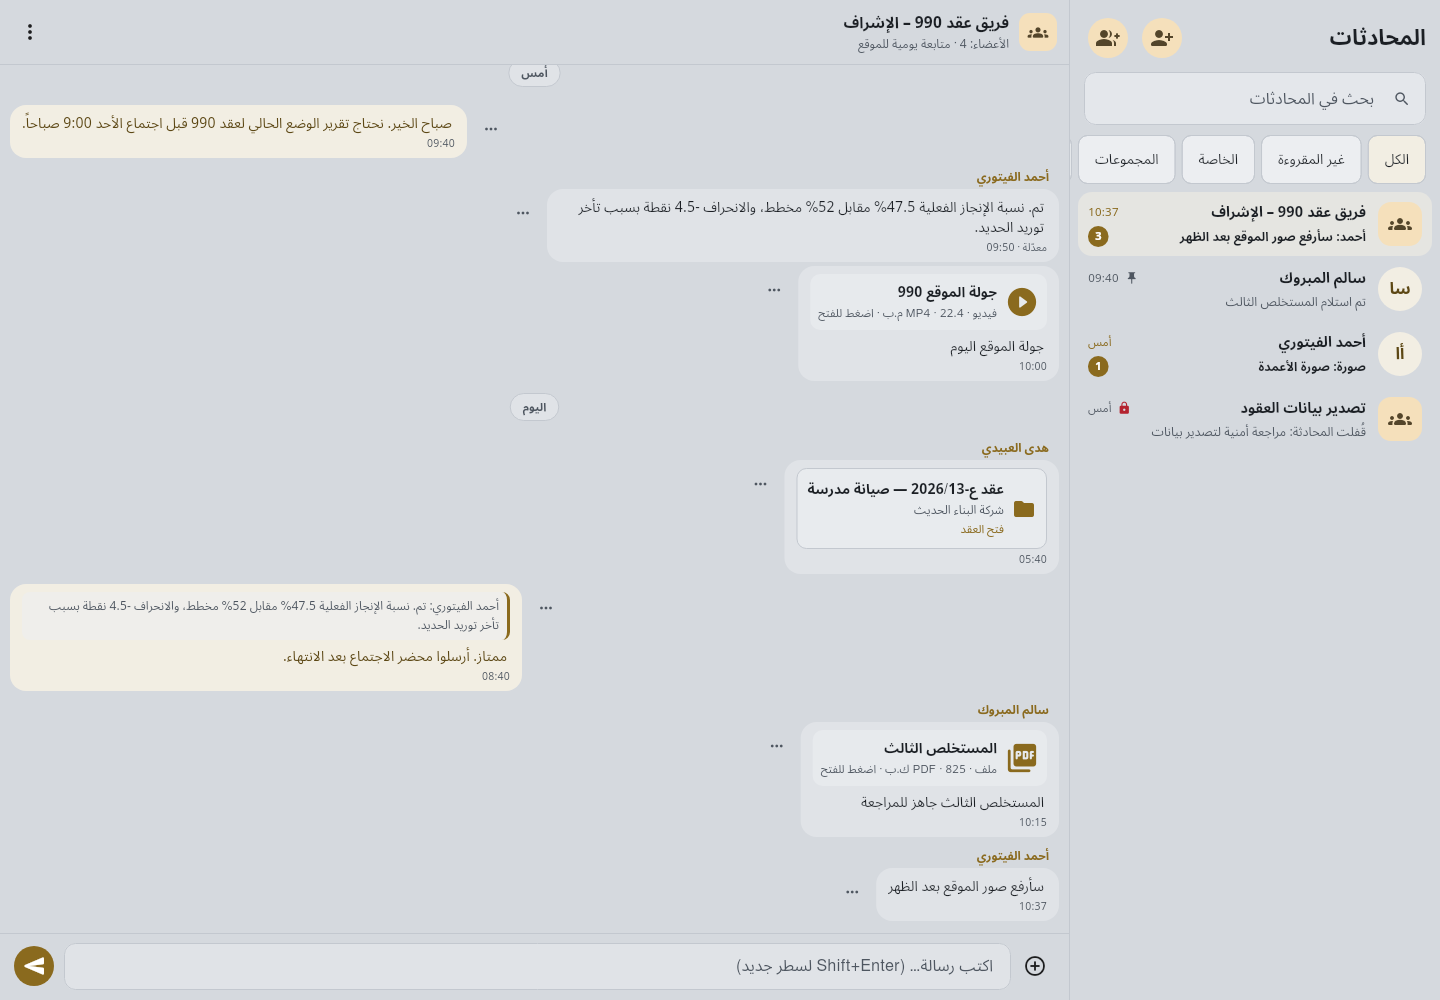 المحادثات
بحث في المحادثات
الكل
غير المقروءة
الخاصة
المجموعات
فريق عقد 990 – الإشراف
10:37
أحمد: سأرفع صور الموقع بعد الظهر
3
سا
سالم المبروك
09:40
تم استلام المستخلص الثالث
أا
أحمد الفيتوري
أمس
صورة: صورة الأعمدة
1
تصدير بيانات العقود
أمس
قُفلت المحادثة: مراجعة أمنية لتصدير بيانات
فريق عقد 990 – الإشراف
الأعضاء: 4 · متابعة يومية للموقع
أمس
صباح الخير. نحتاج تقرير الوضع الحالي لعقد 990 قبل اجتماع الأحد 9:00 صباحاً.
09:40
أحمد الفيتوري
تم. نسبة الإنجاز الفعلية 47.5% مقابل 52% مخطط، والانحراف -4.5 نقطة بسبب تأخر
توريد الحديد.
معدّلة · 09:50
جولة الموقع 990
فيديو · MP4 · 22.4 م.ب · اضغط للفتح
جولة الموقع اليوم
10:00
اليوم
هدى العبيدي
عقد ع-2026/13 — صيانة مدرسة
شركة البناء الحديث
فتح العقد
05:40
أحمد الفيتوري: تم. نسبة الإنجاز الفعلية 47.5% مقابل 52% مخطط، والانحراف -4.5 نقطة بسبب
تأخر توريد الحديد.
ممتاز. أرسلوا محضر الاجتماع بعد الانتهاء.
08:40
سالم المبروك
PDF
المستخلص الثالث
ملف · PDF · 825 ك.ب · اضغط للفتح
المستخلص الثالث جاهز للمراجعة
10:15
أحمد الفيتوري
سأرفع صور الموقع بعد الظهر
10:37
اكتب رسالة... (Shift+Enter لسطر جديد)